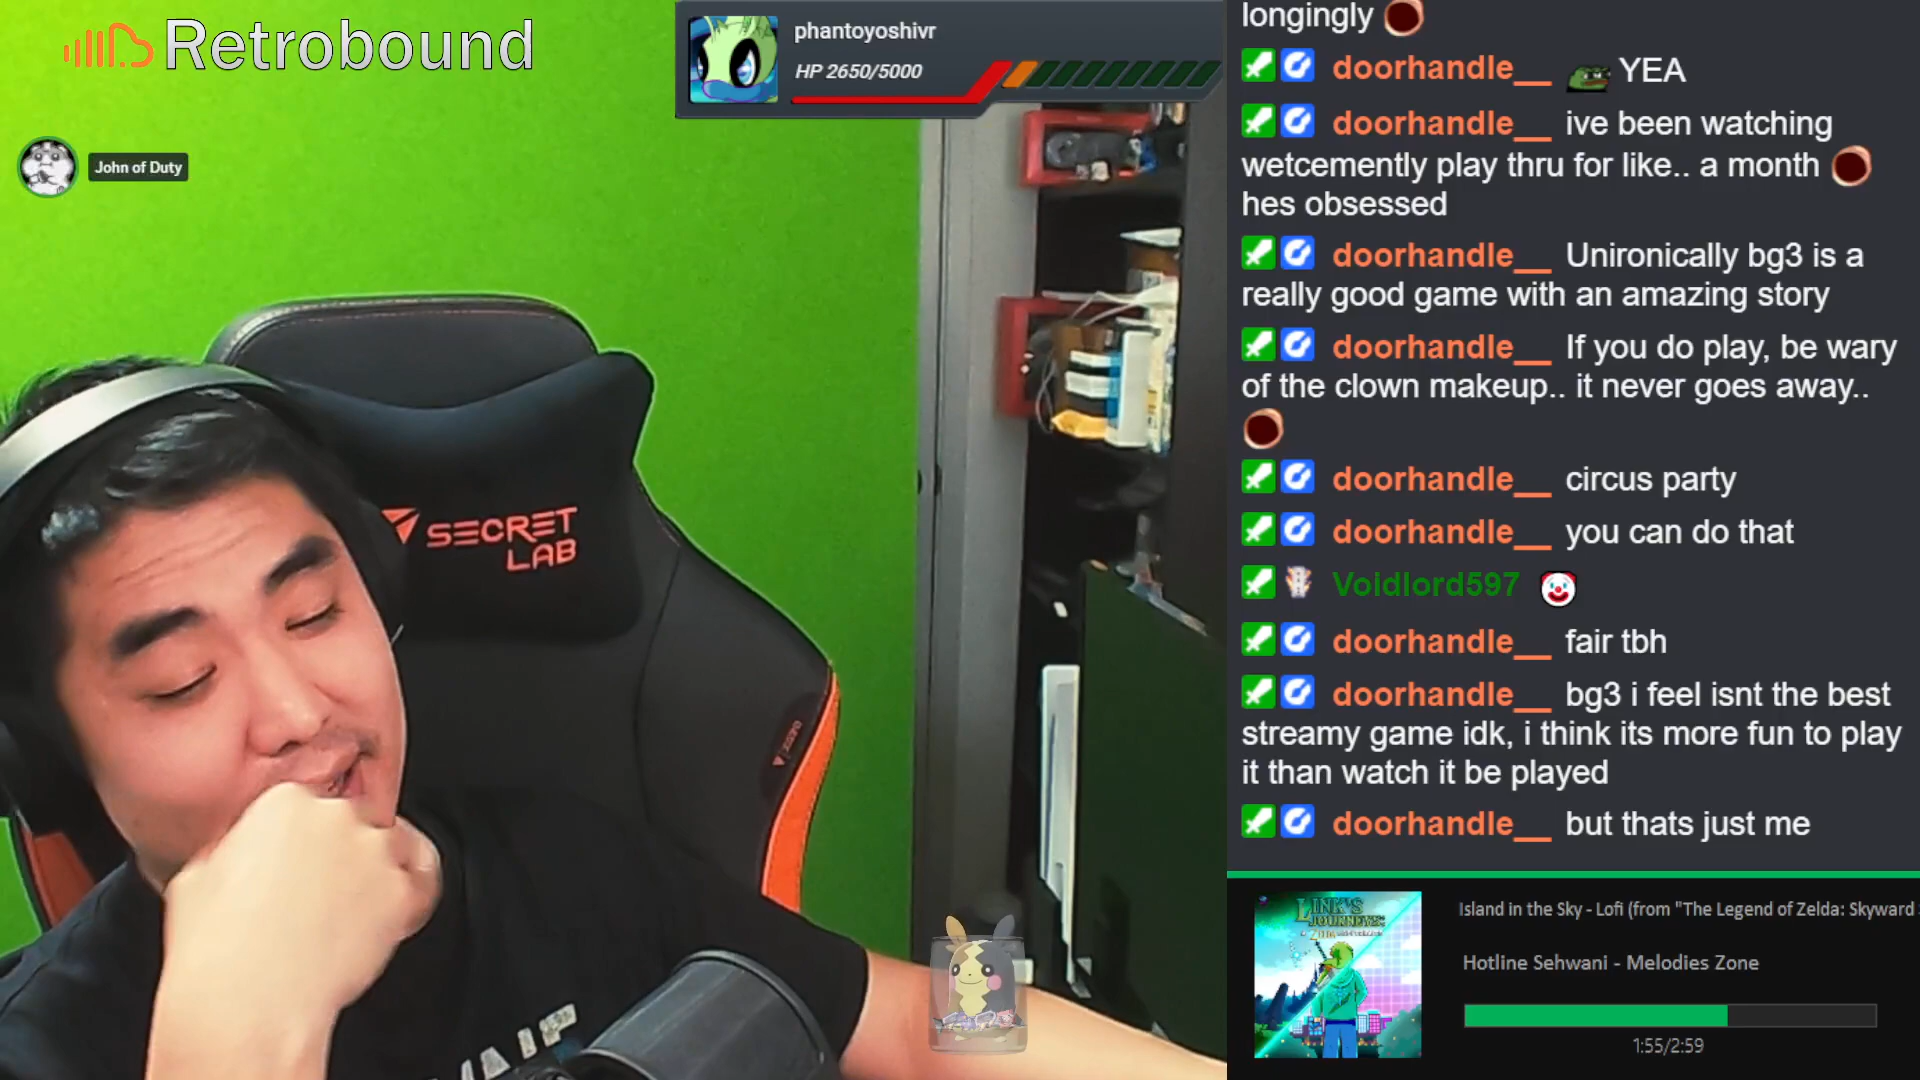 Retrobound
phantoyoshivr
HP 2650/5000
John of Duty
SECRET
LAB
longingly
doorhandle__ YEA
doorhandle__ ive been watching
wetcemently play thru for like.. a month
hes obsessed
doorhandle__ Unironically bg3 is a
really good game with an amazing story
doorhandle__ If you do play, be wary
of the clown makeup.. it never goes away..
doorhandle__ circus party
doorhandle__ you can do that
Voidlord597
doorhandle__ fair tbh
doorhandle__ bg3 i feel isnt the best
streamy game idk, i think its more fun to play
it than watch it be played
doorhandle__ but thats just me
LINK'S
Island in the Sky - Lofi (from "The Legend of Zelda: Skyward
Hotline Sehwani - Melodies Zone
1:55/2:59